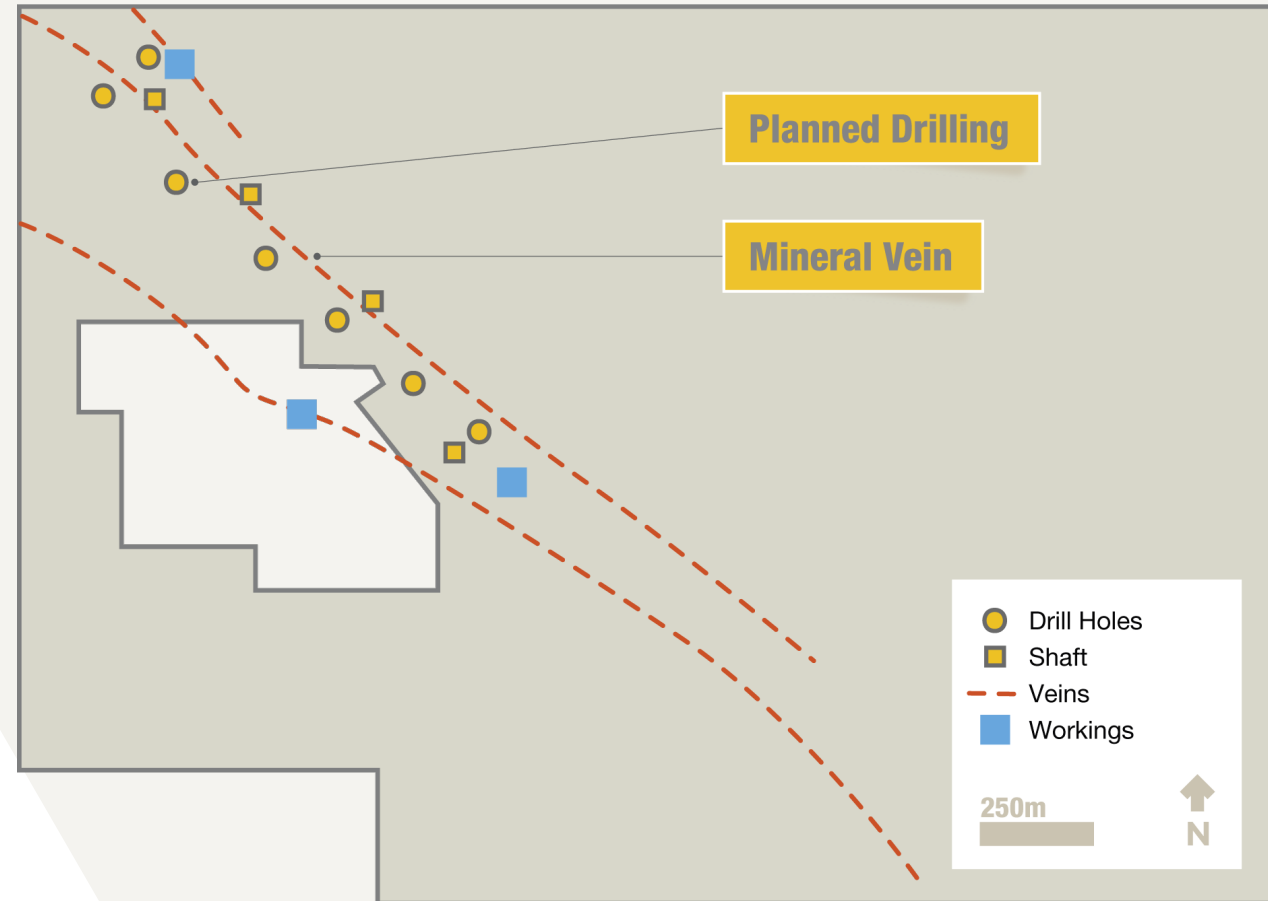 Planned Drilling
Mineral Vein
Drill Holes
Shaft
Veins
Workings
250m
N